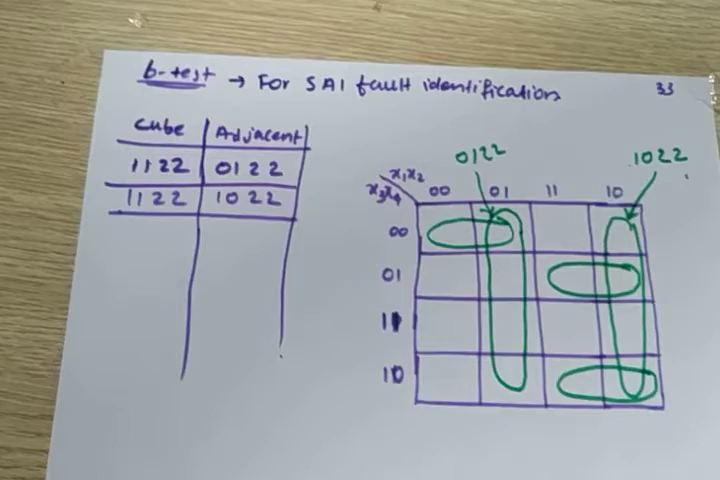 b-test → For SA1 fault identification 33
Cube Adjacent
1122 0122
1122 1022
0122 1022
x₁x₂
x₃x₄ 00 01 11 10
00
01
11
10